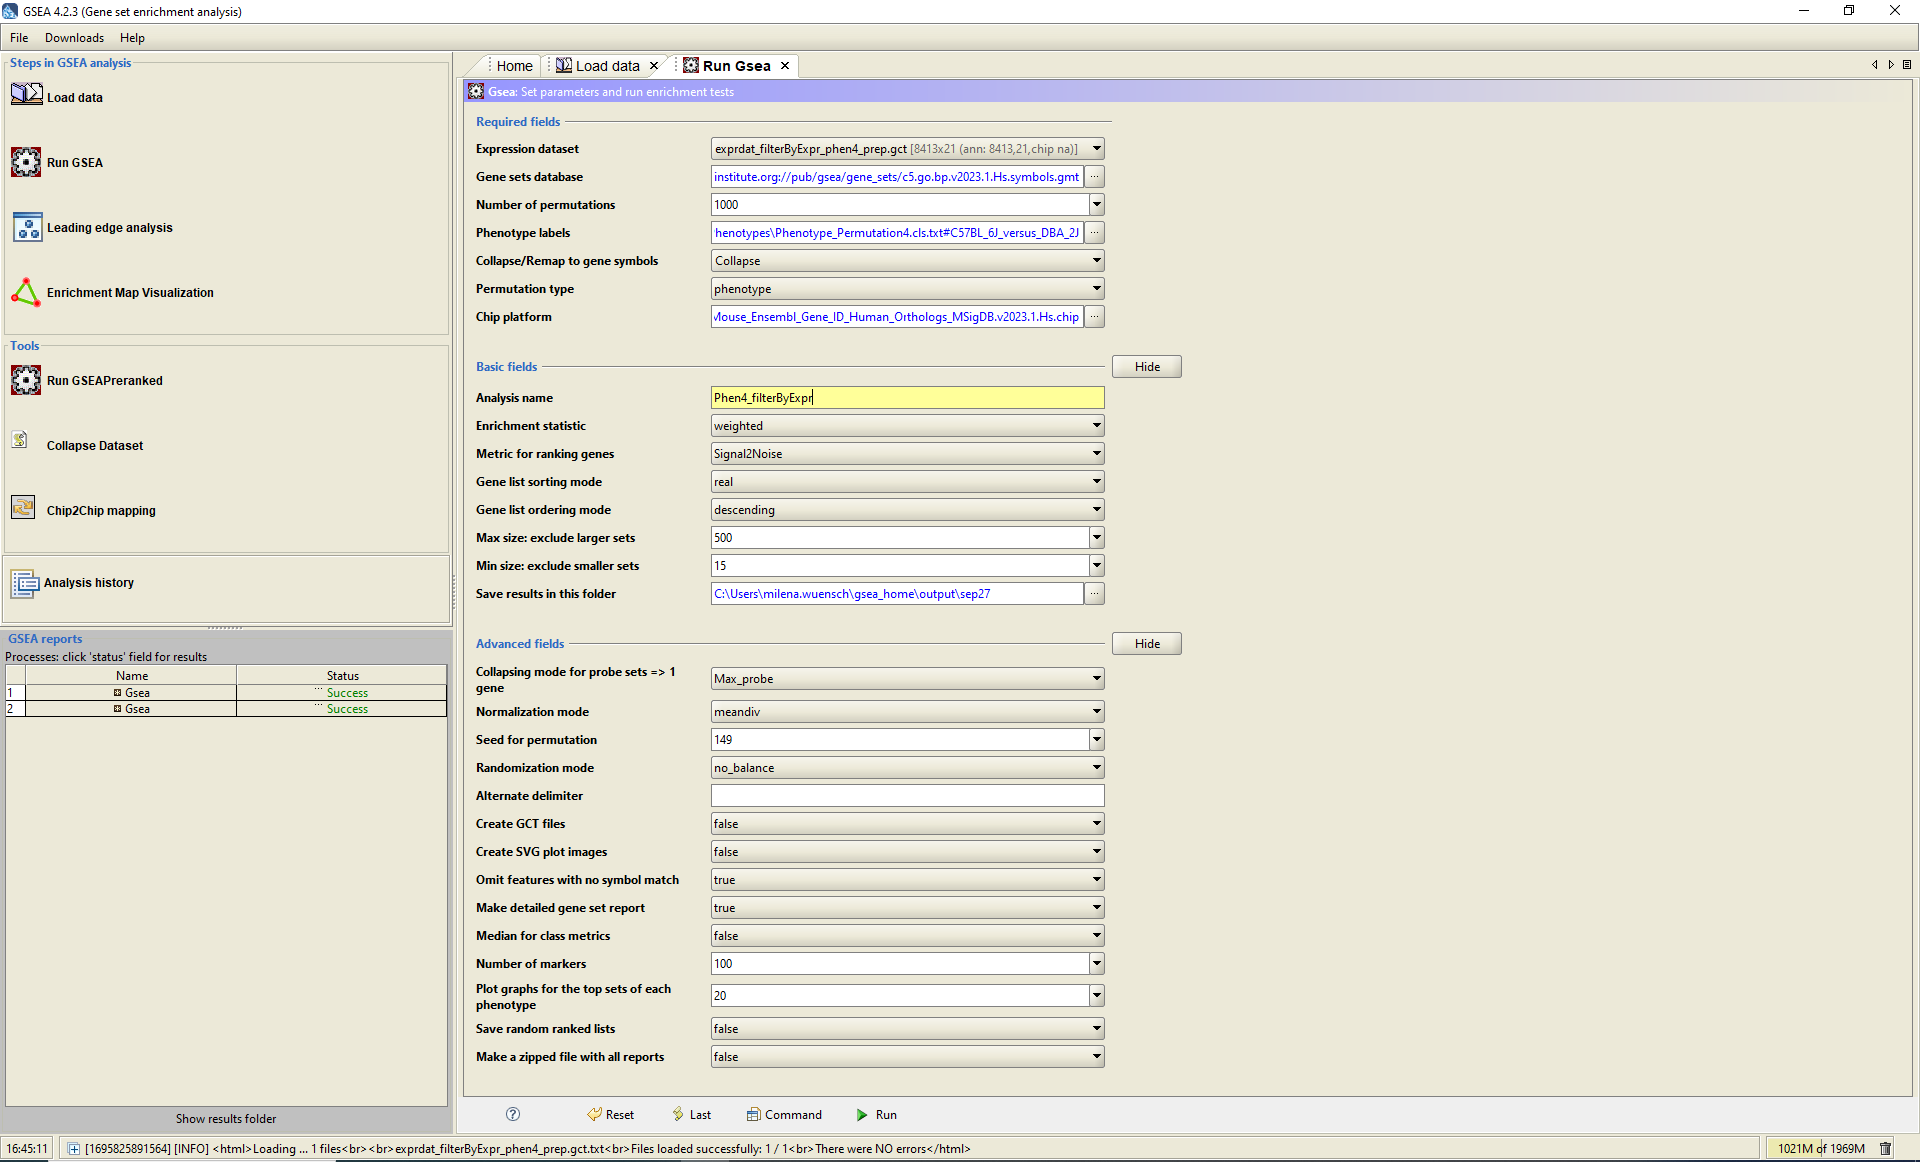 GSEA 4.2.3 (Gene set enrichment analysis)
File Downloads Help
Steps in GSEA analysis
Load data
Run GSEA
Leading edge analysis
Enrichment Map Visualization
Tools
Run GSEAPreranked
Collapse Dataset
Chip2Chip mapping
Analysis history
GSEA reports
Processes: click 'status' field for results
Name Status
1 Gsea ... Success
2 Gsea ... Success
Show results folder
Home Load data Run Gsea
Gsea: Set parameters and run enrichment tests
Required fields
Expression dataset exprdat_filterByExpr_phen4_prep.gct [8413x21 (ann: 8413,21,chip na)]
Gene sets database institute.org://pub/gsea/gene_sets/c5.go.bp.v2023.1.Hs.symbols.gmt ...
Number of permutations 1000
Phenotype labels henotypes\Phenotype_Permutation4.cls.txt#C57BL_6J_versus_DBA_2J ...
Collapse/Remap to gene symbols Collapse
Permutation type phenotype
Chip platform Mouse_Ensembl_Gene_ID_Human_Orthologs_MSigDB.v2023.1.Hs.chip ...
Basic fields Hide
Analysis name Phen4_filterByExpr
Enrichment statistic weighted
Metric for ranking genes Signal2Noise
Gene list sorting mode real
Gene list ordering mode descending
Max size: exclude larger sets 500
Min size: exclude smaller sets 15
Save results in this folder C:\Users\milena.wuensch\gsea_home\output\sep27 ...
Advanced fields Hide
Collapsing mode for probe sets => 1
gene Max_probe
Normalization mode meandiv
Seed for permutation 149
Randomization mode no_balance
Alternate delimiter
Create GCT files false
Create SVG plot images false
Omit features with no symbol match true
Make detailed gene set report true
Median for class metrics false
Number of markers 100
Plot graphs for the top sets of each
phenotype 20
Save random ranked lists false
Make a zipped file with all reports false
? Reset Last Command Run
16:45:11 [1695825891564] [INFO] <html>Loading ... 1 files<br><br>exprdat_filterByExpr_phen4_prep.gct.txt<br>Files loaded successfully: 1 / 1<br>There were NO errors</html> 1021M of 1969M